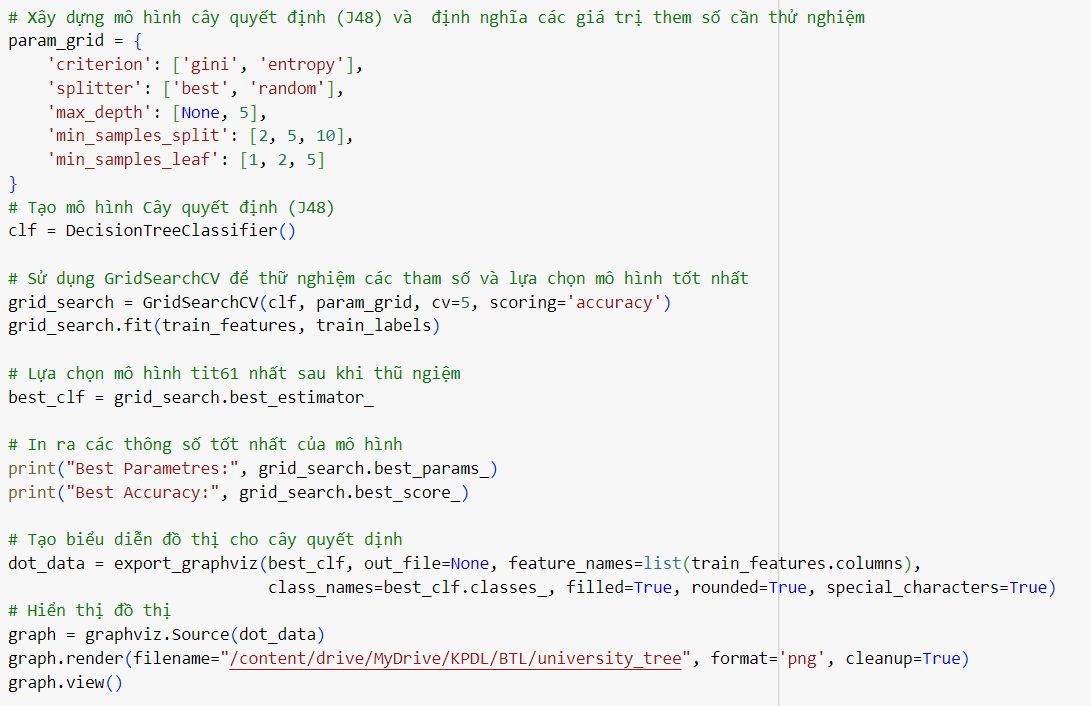 # Xây dựng mô hình cây quyết định (J48) và  định nghĩa các giá trị them số cần thử nghiệm
param_grid = {
    'criterion': ['gini', 'entropy'],
    'splitter': ['best', 'random'],
    'max_depth': [None, 5],
    'min_samples_split': [2, 5, 10],
    'min_samples_leaf': [1, 2, 5]
}
# Tạo mô hình Cây quyết định (J48)
clf = DecisionTreeClassifier()

# Sử dụng GridSearchCV để thữ nghiệm các tham số và lựa chọn mô hình tốt nhất
grid_search = GridSearchCV(clf, param_grid, cv=5, scoring='accuracy')
grid_search.fit(train_features, train_labels)

# Lựa chọn mô hình tit61 nhất sau khi thũ ngiệm
best_clf = grid_search.best_estimator_

# In ra các thông số tốt nhất của mô hình
print("Best Parametres:", grid_search.best_params_)
print("Best Accuracy:", grid_search.best_score_)

# Tạo biểu diễn đồ thị cho cây quyết dịnh
dot_data = export_graphviz(best_clf, out_file=None, feature_names=list(train_features.columns),
                           class_names=best_clf.classes_, filled=True, rounded=True, special_characters=True)
# Hiển thị đồ thị
graph = graphviz.Source(dot_data)
graph.render(filename="/content/drive/MyDrive/KPDL/BTL/university_tree", format='png', cleanup=True)
graph.view()